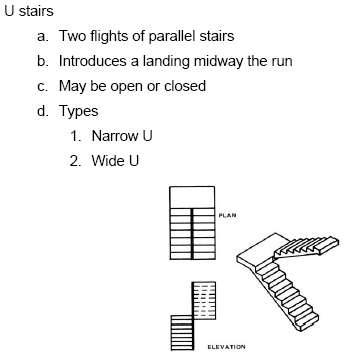 U stairs
a. Two flights of parallel stairs
b. Introduces a landing midway the run
c. May be open or closed
d. Types
1. Narrow U
2. Wide U
PLAN
ELEVATION